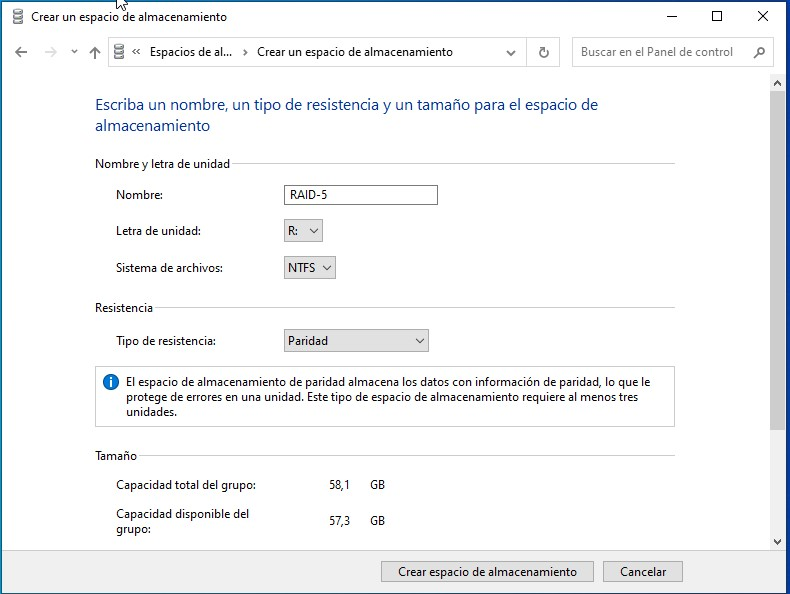 Crear un espacio de almacenamiento
« Espacios de al... › Crear un espacio de almacenamiento
Buscar en el Panel de control
Escriba un nombre, un tipo de resistencia y un tamaño para el espacio de
almacenamiento
Nombre y letra de unidad
Nombre: RAID-5
Letra de unidad: R:
Sistema de archivos: NTFS
Resistencia
Tipo de resistencia: Paridad
El espacio de almacenamiento de paridad almacena los datos con información de paridad, lo que le
protege de errores en una unidad. Este tipo de espacio de almacenamiento requiere al menos tres
unidades.
Tamaño
Capacidad total del grupo: 58,1 GB
Capacidad disponible del
grupo: 57,3 GB
Crear espacio de almacenamiento Cancelar